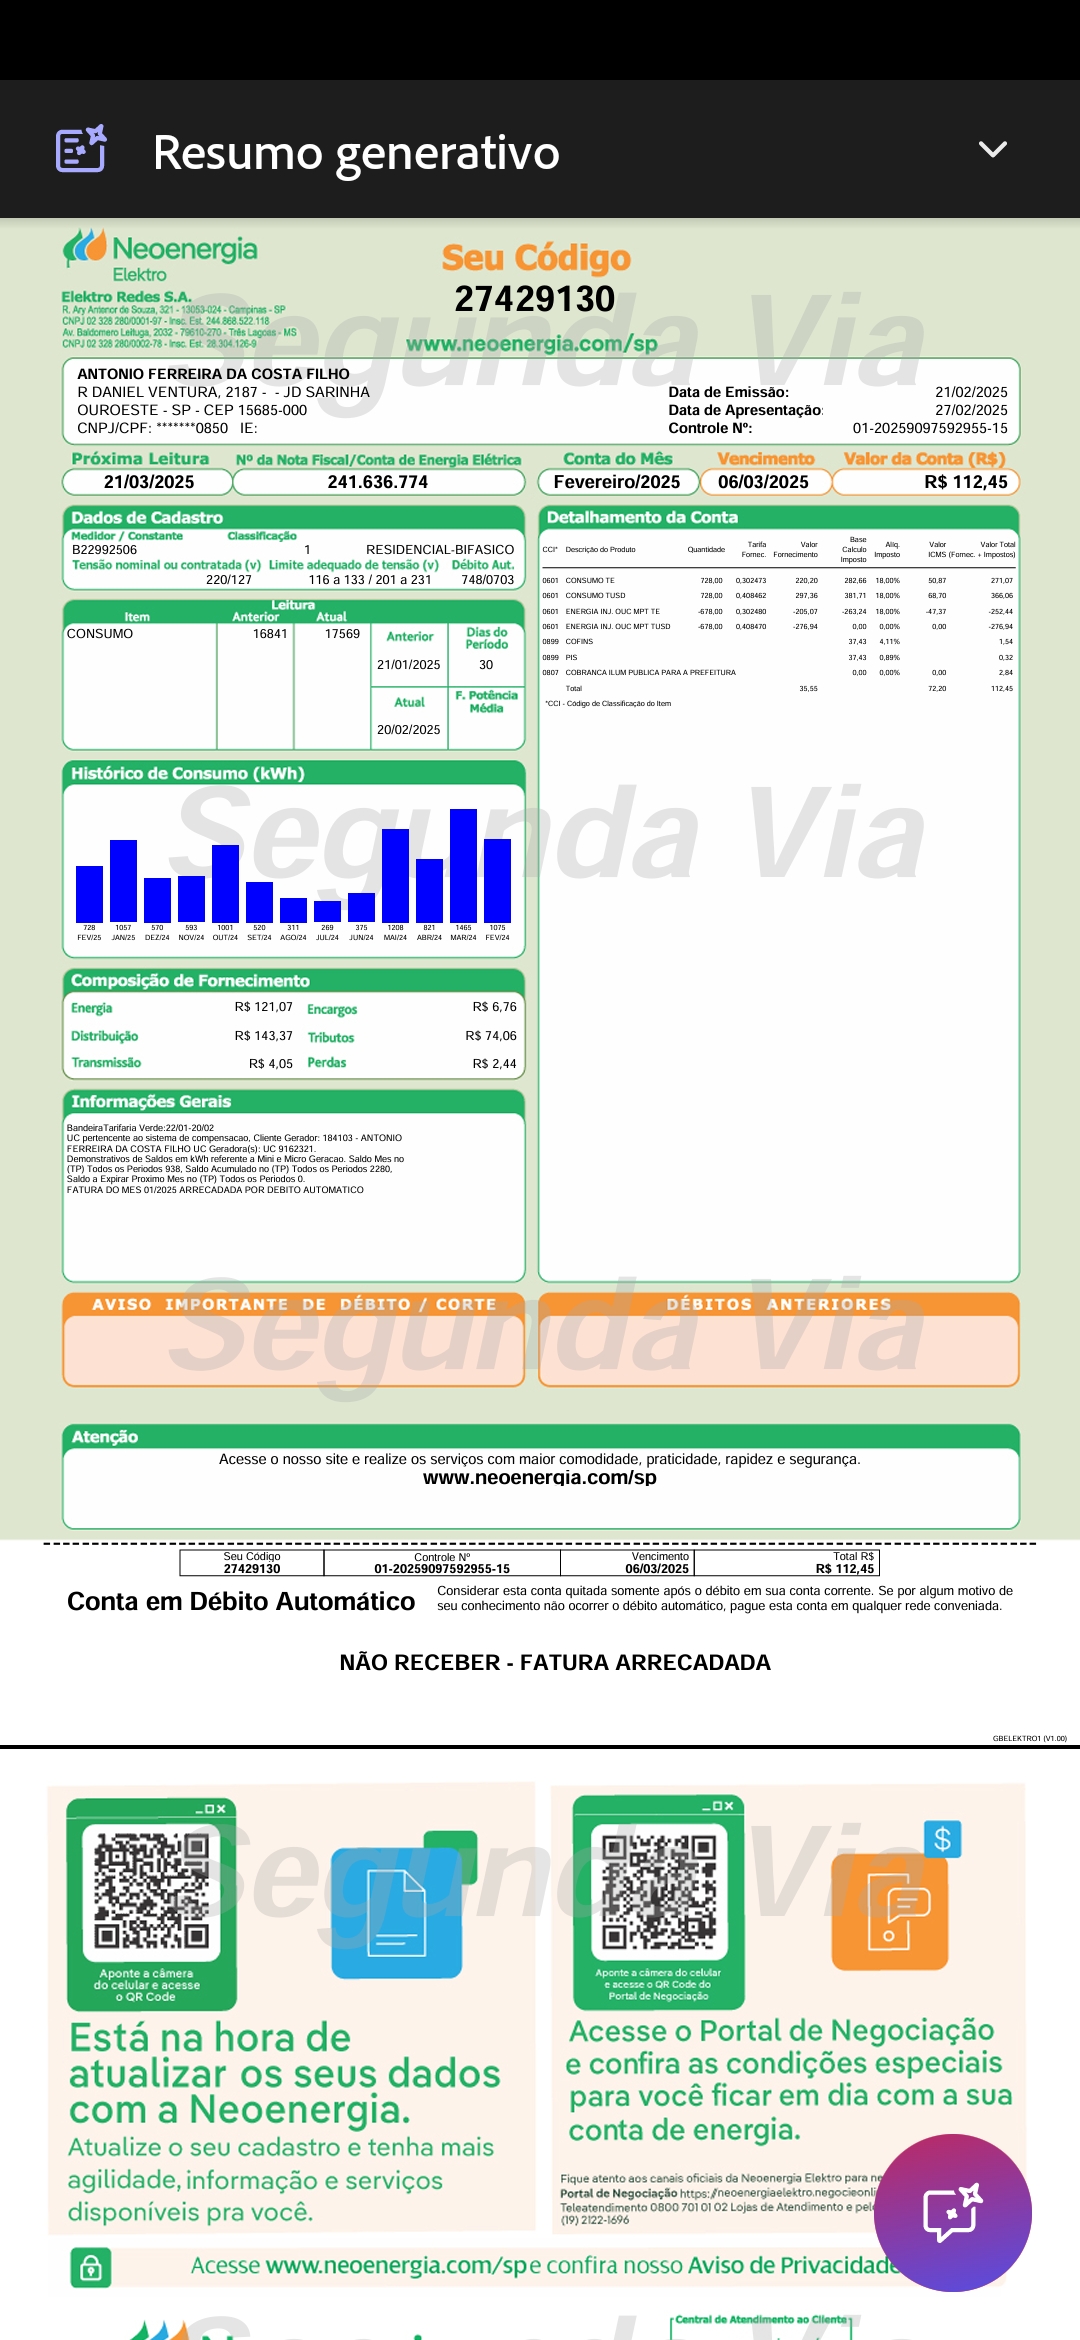 Resumo generativo
Neoenergia
Elektro
Seu Código
27429130
www.neoenergia.com/sp
Elektro Redes S.A.
R. Ary Antenor de Souza, 321 - 13053-024 - Campinas - SP
CNPJ 02 328 280/0001-97 - Insc. Est. 244.868.522.118
Av. Baldomero Leituga, 2032 - 79610-270 - Três Lagoas - MS
CNPJ 02 328 280/0002-78 - Insc. Est. 28.304.126-9
Segunda Via
ANTONIO FERREIRA DA COSTA FILHO
R DANIEL VENTURA, 2187 - - JD SARINHA
OUROESTE - SP - CEP 15685-000
CNPJ/CPF: *******0850 IE:
Data de Emissão: 21/02/2025
Data de Apresentação: 27/02/2025
Controle Nº: 01-20259097592955-15
Próxima Leitura Nº da Nota Fiscal/Conta de Energia Elétrica Conta do Mês Vencimento Valor da Conta (R$)
21/03/2025 241.636.774 Fevereiro/2025 06/03/2025 R$ 112,45
Dados de Cadastro
Medidor / Constante Classificação
B22992506 1 RESIDENCIAL-BIFASICO
Tensão nominal ou contratada (v) Limite adequado de tensão (v) Débito Aut.
220/127 116 a 133 / 201 a 231 748/0703
Leitura
Item Anterior Atual
CONSUMO 16841 17569
Anterior Dias do Período
21/01/2025 30
Atual F. Potência Média
20/02/2025
Detalhamento da Conta
CCI* Descrição do Produto Quantidade Tarifa Fornec. Valor Fornecimento Base Calculo Imposto Aliq. Imposto Valor ICMS Valor Total (Fornec. + Impostos)
0601 CONSUMO TE 728,00 0,302473 220,20 282,66 18,00% 50,87 271,07
0601 CONSUMO TUSD 728,00 0,408462 297,36 381,71 18,00% 68,70 366,06
0601 ENERGIA INJ. OUC MPT TE -678,00 0,302480 -205,07 -263,24 18,00% -47,37 -252,44
0601 ENERGIA INJ. OUC MPT TUSD -678,00 0,408470 -276,94 0,00 0,00% 0,00 -276,94
0899 COFINS 37,43 4,11% 1,54
0899 PIS 37,43 0,89% 0,32
0807 COBRANCA ILUM PUBLICA PARA A PREFEITURA 0,00 0,00% 0,00 2,84
Total 35,55 72,20 112,45
*CCI - Código de Classificação do Item
Histórico de Consumo (kWh)
Segunda Via
728 1057 570 593 1001 520 311 269 375 1208 821 1465 1075
FEV/25 JAN/25 DEZ/24 NOV/24 OUT/24 SET/24 AGO/24 JUL/24 JUN/24 MAI/24 ABR/24 MAR/24 FEV/24
Composição de Fornecimento
Energia R$ 121,07 Encargos R$ 6,76
Distribuição R$ 143,37 Tributos R$ 74,06
Transmissão R$ 4,05 Perdas R$ 2,44
Informações Gerais
BandeiraTarifaria Verde:22/01-20/02
UC pertencente ao sistema de compensacao, Cliente Gerador: 184103 - ANTONIO
FERREIRA DA COSTA FILHO UC Geradora(s): UC 9162321.
Demonstrativos de Saldos em kWh referente a Mini e Micro Geracao. Saldo Mes no
(TP) Todos os Periodos 938, Saldo Acumulado no (TP) Todos os Periodos 2280,
Saldo a Expirar Proximo Mes no (TP) Todos os Periodos 0.
FATURA DO MES 01/2025 ARRECADADA POR DEBITO AUTOMATICO
AVISO IMPORTANTE DE DÉBITO / CORTE
DÉBITOS ANTERIORES
Segunda Via
Atenção
Acesse o nosso site e realize os serviços com maior comodidade, praticidade, rapidez e segurança.
www.neoenergia.com/sp
Seu Código Controle Nº Vencimento Total R$
27429130 01-20259097592955-15 06/03/2025 R$ 112,45
Conta em Débito Automático
Considerar esta conta quitada somente após o débito em sua conta corrente. Se por algum motivo de
seu conhecimento não ocorrer o débito automático, pague esta conta em qualquer rede conveniada.
NÃO RECEBER - FATURA ARRECADADA
GBELEKTRO1 (V1.00)
Segunda Via
Aponte a câmera
do celular e acesse
o QR Code
Está na hora de
atualizar os seus dados
com a Neoenergia.
Atualize o seu cadastro e tenha mais
agilidade, informação e serviços
disponíveis pra você.
$
Aponte a câmera do celular
e acesse o QR Code do
Portal de Negociação
Acesse o Portal de Negociação
e confira as condições especiais
para você ficar em dia com a sua
conta de energia.
Fique atento aos canais oficiais da Neoenergia Elektro para
Portal de Negociação https://neoenergiaelektro.negocieonli
Teleatendimento 0800 701 01 02 Lojas de Atendimento e
(19) 2122-1696
Acesse www.neoenergia.com/sp e confira nosso Aviso de Privacidade
Central de Atendimento ao Cliente